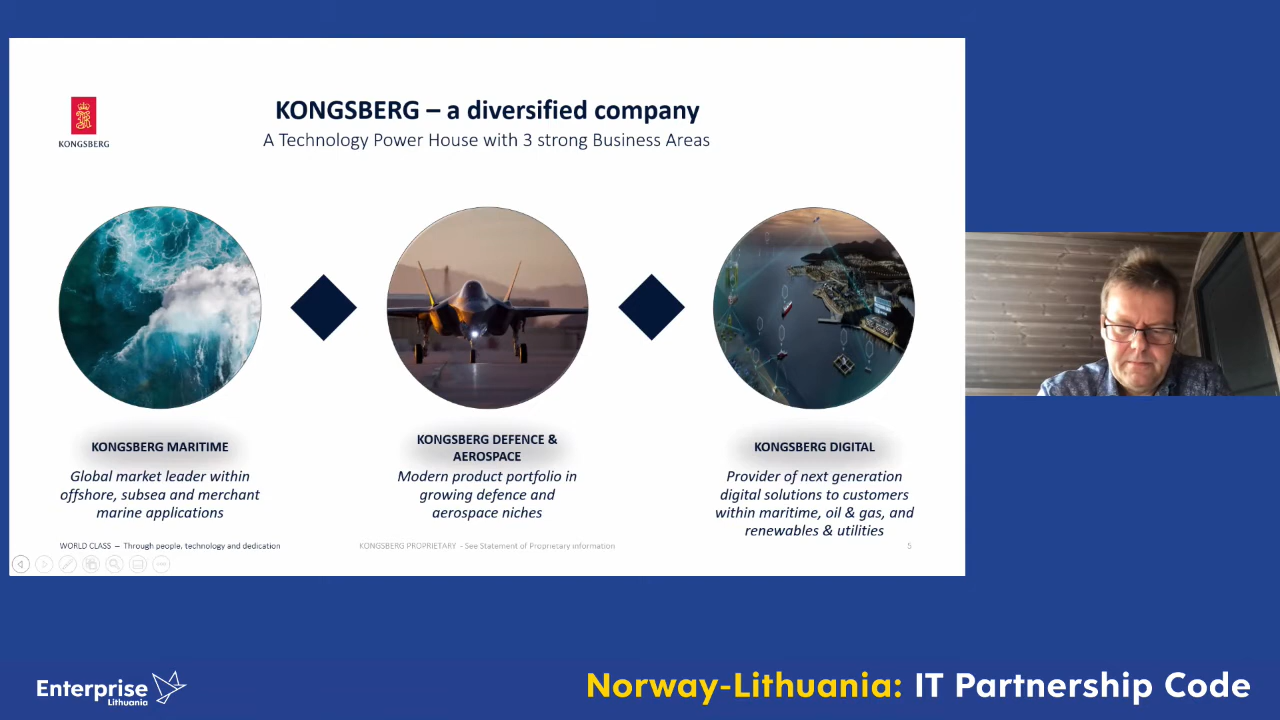 KONGSBERG – a diversified company
A Technology Power House with 3 strong Business Areas
KONGSBERG
KONGSBERG MARITIME
Global market leader within
offshore, subsea and merchant
marine applications
KONGSBERG DEFENCE &
AEROSPACE
Modern product portfolio in
growing defence and
aerospace niches
KONGSBERG DIGITAL
Provider of next generation
digital solutions to customers
within maritime, oil & gas, and
renewables & utilities
WORLD CLASS – Through people, technology and dedication
KONGSBERG PROPRIETARY - See Statement of Proprietary information
5
Enterprise
Lithuania
Norway-Lithuania: IT Partnership Code